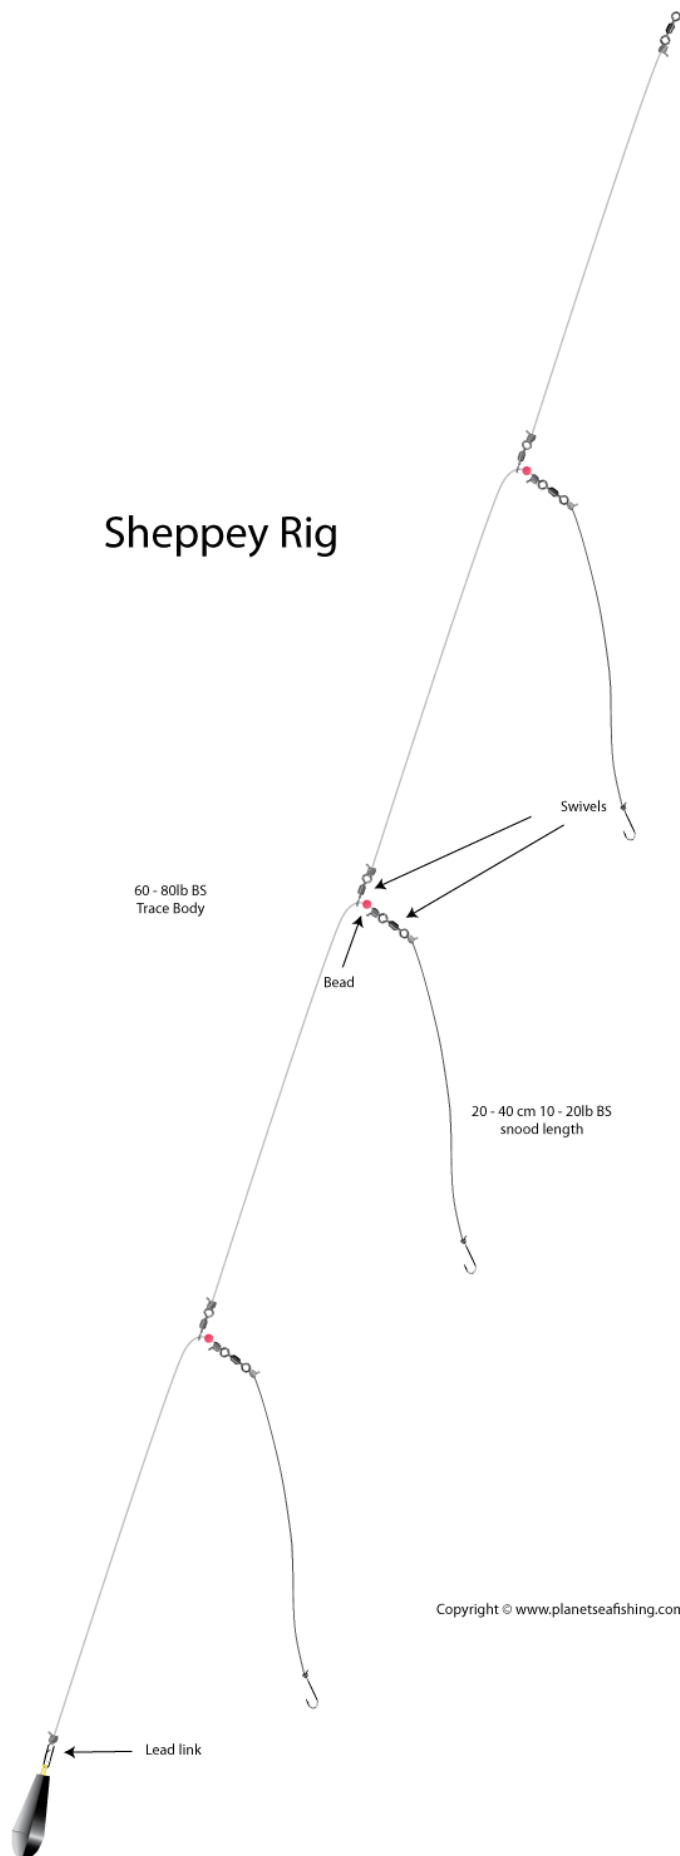 Sheppey Rig
Swivels
60 - 80lb BS
Trace Body
Bead
20 - 40 cm 10 - 20lb BS
snood length
Copyright © www.planetseafishing.com
Lead link